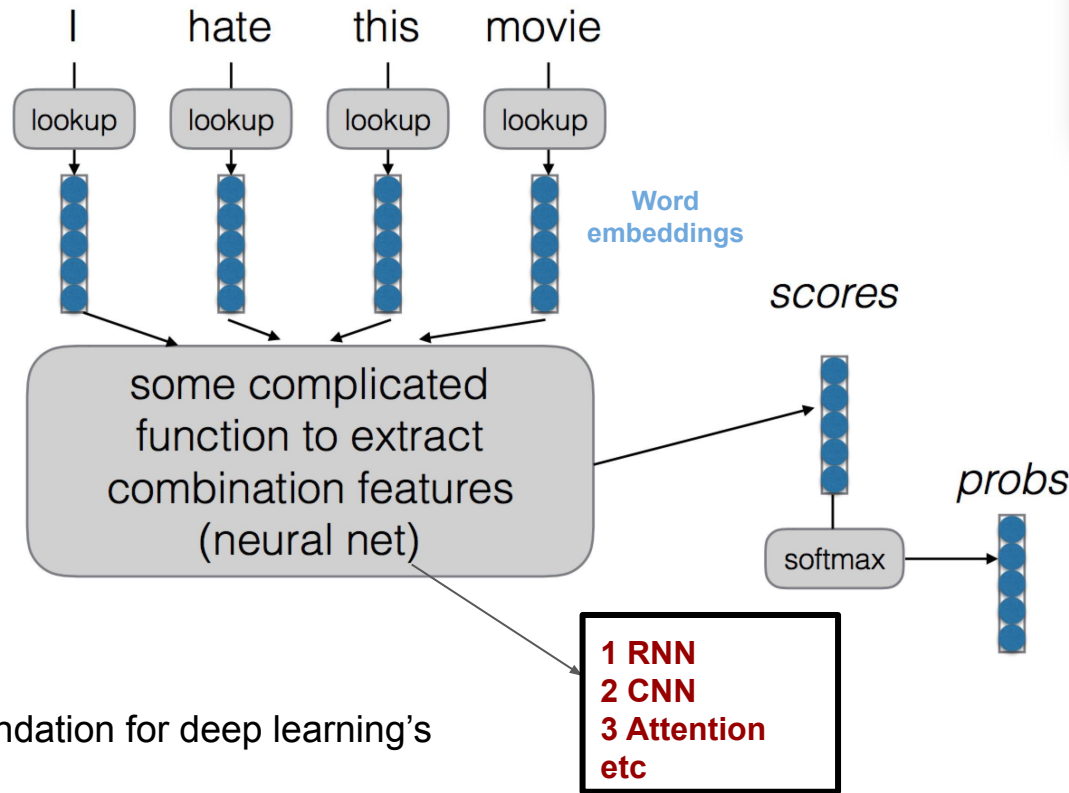 I hate this movie
lookup lookup lookup lookup
Word
embeddings
some complicated
function to extract
combination features
(neural net)
scores
softmax
probs
1 RNN
2 CNN
3 Attention
etc
ndation for deep learning’s